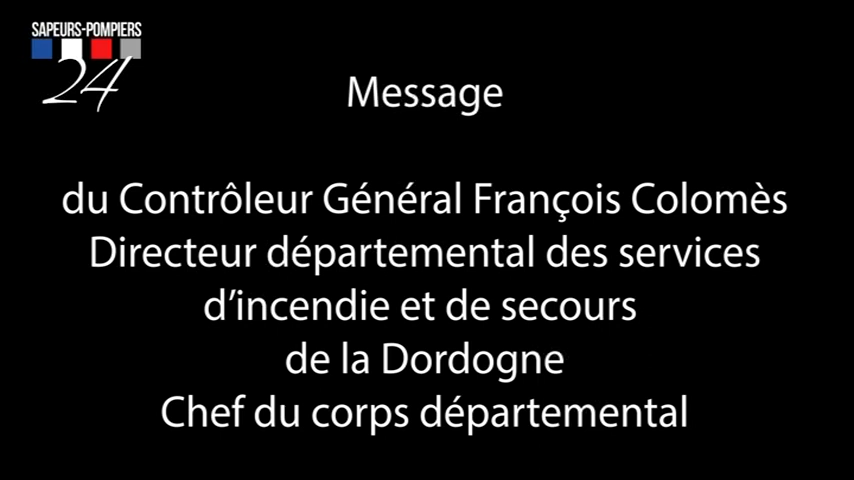 SAPEURS-POMPIERS
24
Message
du Contrôleur Général François Colomès
Directeur départemental des services
d’incendie et de secours
de la Dordogne
Chef du corps départemental